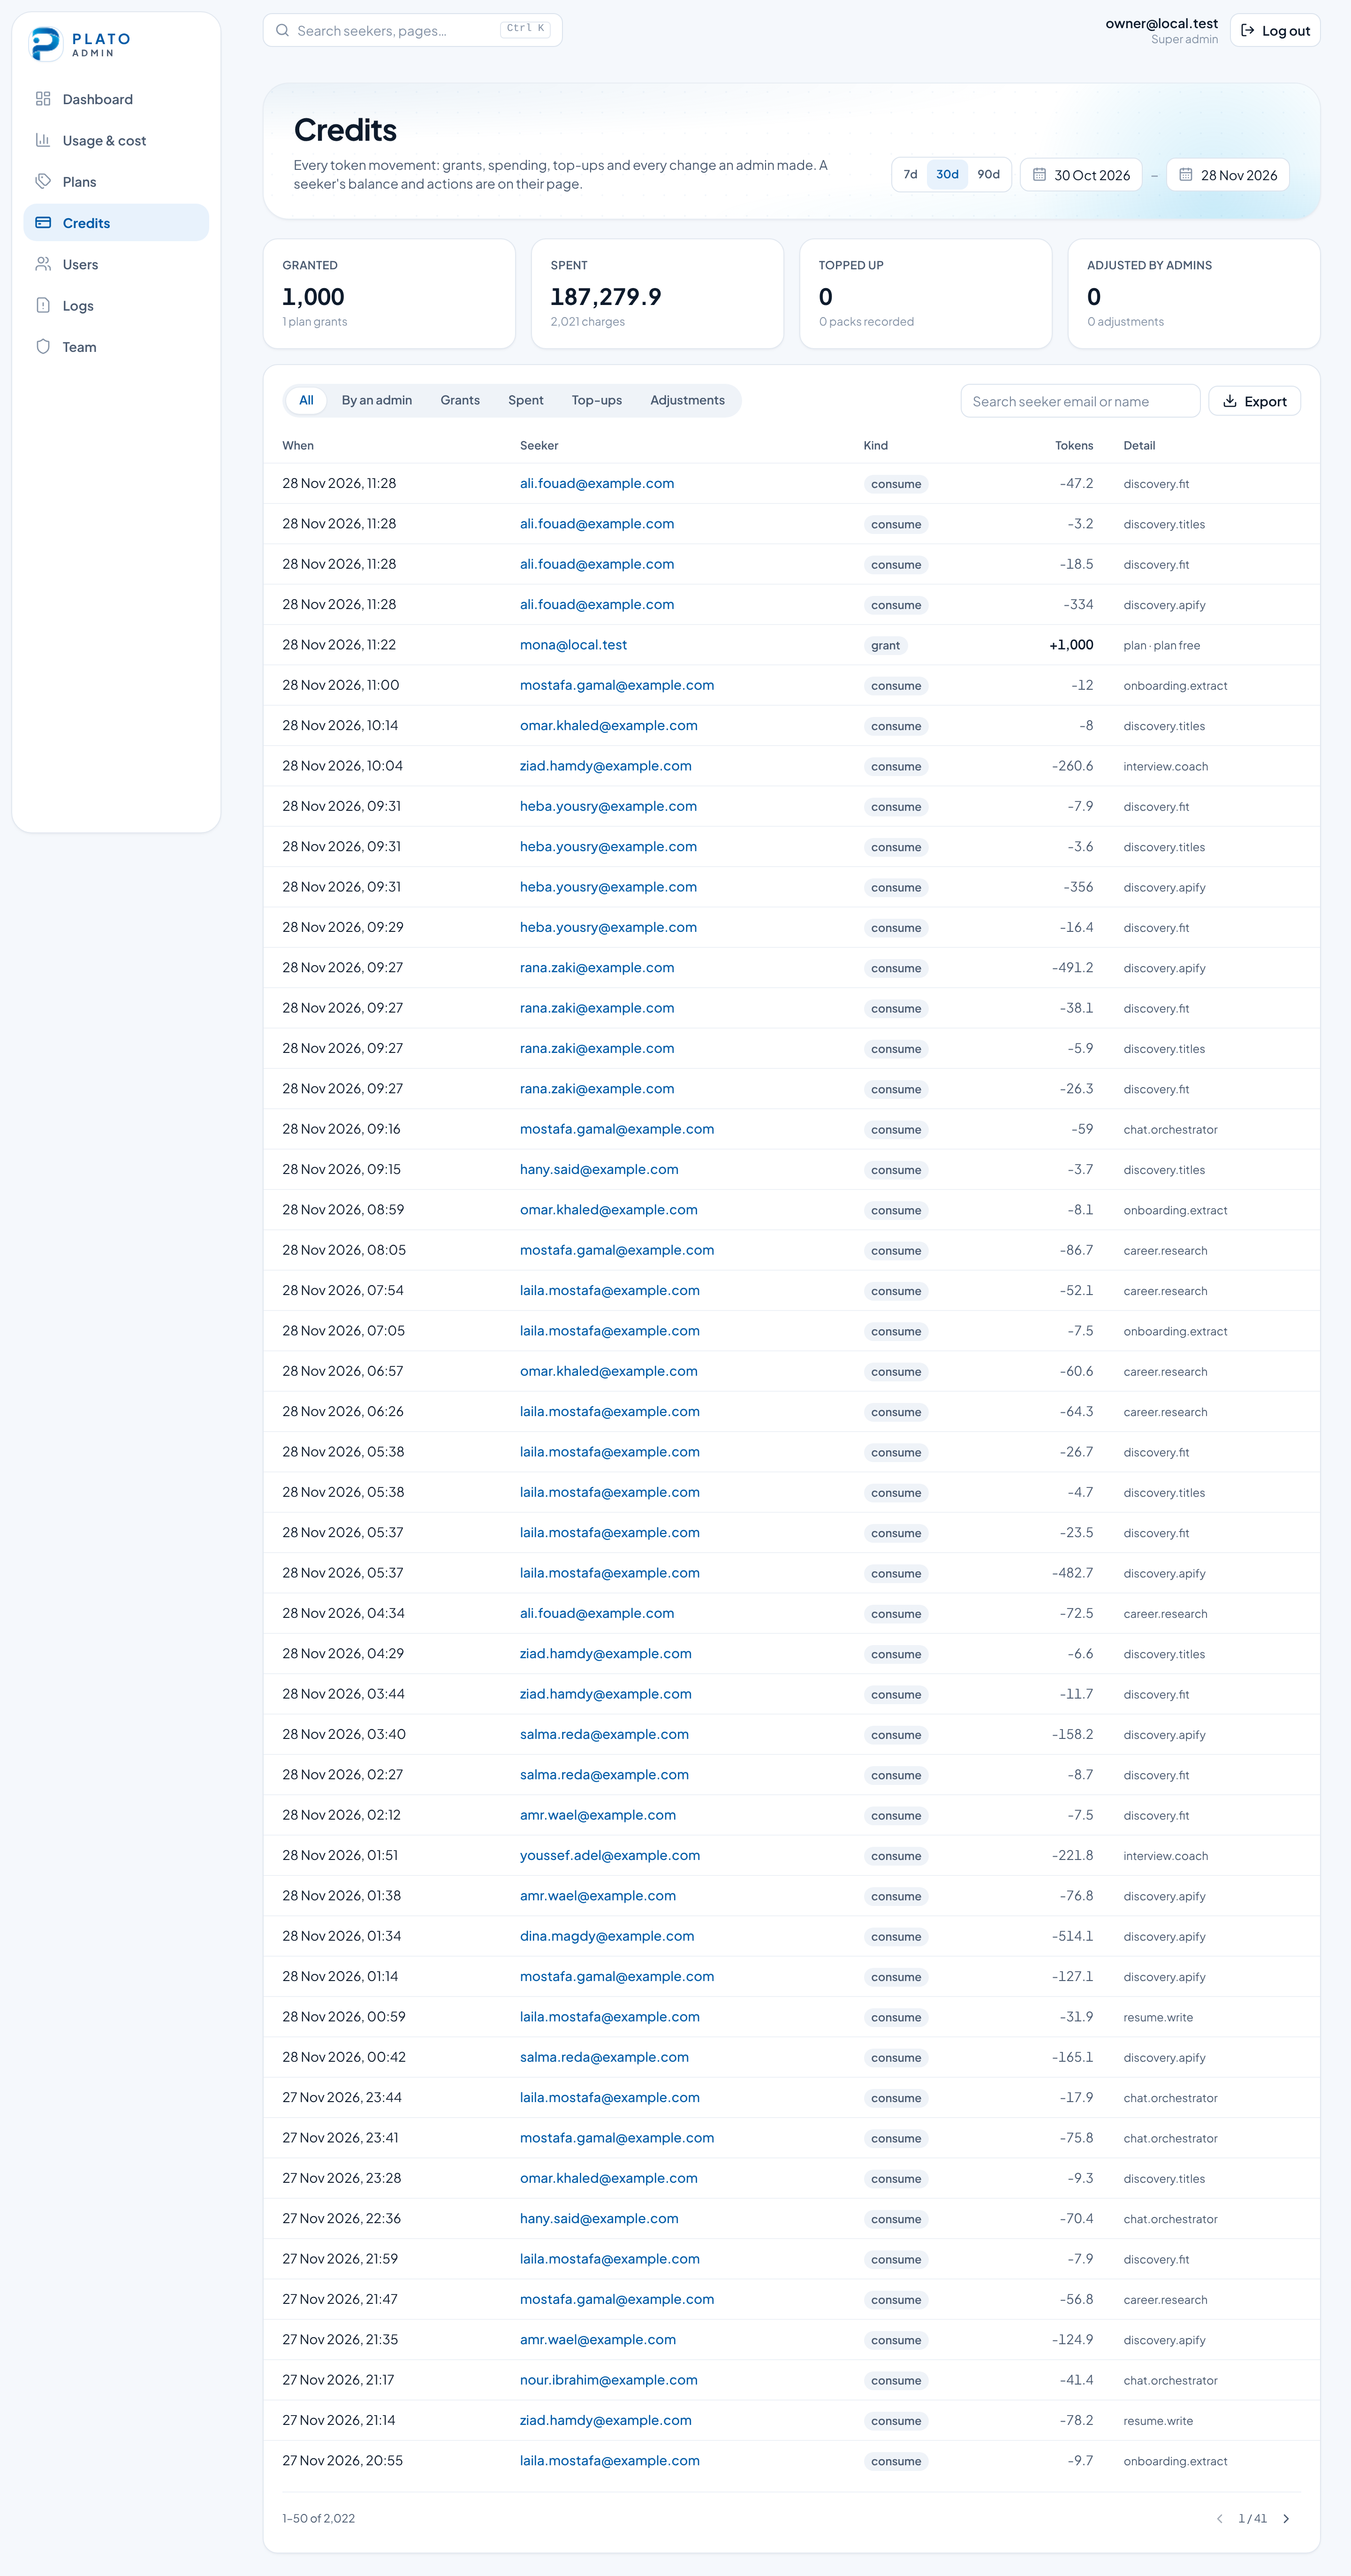 PLATO
ADMIN
Dashboard
Usage & cost
Plans
Credits
Users
Logs
Team
Search seekers, pages... Ctrl K
owner@local.test
Super admin
Log out
Credits
Every token movement: grants, spending, top-ups and every change an admin made. A
seeker's balance and actions are on their page.
7d 30d 90d 30 Oct 2026 – 28 Nov 2026
GRANTED
1,000
1 plan grants
SPENT
187,279.9
2,021 charges
TOPPED UP
0
0 packs recorded
ADJUSTED BY ADMINS
0
0 adjustments
All By an admin Grants Spent Top-ups Adjustments
Search seeker email or name
Export
When Seeker Kind Tokens Detail
28 Nov 2026, 11:28 ali.fouad@example.com consume -47.2 discovery.fit
28 Nov 2026, 11:28 ali.fouad@example.com consume -3.2 discovery.titles
28 Nov 2026, 11:28 ali.fouad@example.com consume -18.5 discovery.fit
28 Nov 2026, 11:28 ali.fouad@example.com consume -334 discovery.apify
28 Nov 2026, 11:22 mona@local.test grant +1,000 plan · plan free
28 Nov 2026, 11:00 mostafa.gamal@example.com consume -12 onboarding.extract
28 Nov 2026, 10:14 omar.khaled@example.com consume -8 discovery.titles
28 Nov 2026, 10:04 ziad.hamdy@example.com consume -260.6 interview.coach
28 Nov 2026, 09:31 heba.yousry@example.com consume -7.9 discovery.fit
28 Nov 2026, 09:31 heba.yousry@example.com consume -3.6 discovery.titles
28 Nov 2026, 09:31 heba.yousry@example.com consume -356 discovery.apify
28 Nov 2026, 09:29 heba.yousry@example.com consume -16.4 discovery.fit
28 Nov 2026, 09:27 rana.zaki@example.com consume -491.2 discovery.apify
28 Nov 2026, 09:27 rana.zaki@example.com consume -38.1 discovery.fit
28 Nov 2026, 09:27 rana.zaki@example.com consume -5.9 discovery.titles
28 Nov 2026, 09:27 rana.zaki@example.com consume -26.3 discovery.fit
28 Nov 2026, 09:16 mostafa.gamal@example.com consume -59 chat.orchestrator
28 Nov 2026, 09:15 hany.said@example.com consume -3.7 discovery.titles
28 Nov 2026, 08:59 omar.khaled@example.com consume -8.1 onboarding.extract
28 Nov 2026, 08:05 mostafa.gamal@example.com consume -86.7 career.research
28 Nov 2026, 07:54 laila.mostafa@example.com consume -52.1 career.research
28 Nov 2026, 07:05 laila.mostafa@example.com consume -7.5 onboarding.extract
28 Nov 2026, 06:57 omar.khaled@example.com consume -60.6 career.research
28 Nov 2026, 06:26 laila.mostafa@example.com consume -64.3 career.research
28 Nov 2026, 05:38 laila.mostafa@example.com consume -26.7 discovery.fit
28 Nov 2026, 05:38 laila.mostafa@example.com consume -4.7 discovery.titles
28 Nov 2026, 05:37 laila.mostafa@example.com consume -23.5 discovery.fit
28 Nov 2026, 05:37 laila.mostafa@example.com consume -482.7 discovery.apify
28 Nov 2026, 04:34 ali.fouad@example.com consume -72.5 career.research
28 Nov 2026, 04:29 ziad.hamdy@example.com consume -6.6 discovery.titles
28 Nov 2026, 03:44 ziad.hamdy@example.com consume -11.7 discovery.fit
28 Nov 2026, 03:40 salma.reda@example.com consume -158.2 discovery.apify
28 Nov 2026, 02:27 salma.reda@example.com consume -8.7 discovery.fit
28 Nov 2026, 02:12 amr.wael@example.com consume -7.5 discovery.fit
28 Nov 2026, 01:51 youssef.adel@example.com consume -221.8 interview.coach
28 Nov 2026, 01:38 amr.wael@example.com consume -76.8 discovery.apify
28 Nov 2026, 01:34 dina.magdy@example.com consume -514.1 discovery.apify
28 Nov 2026, 01:14 mostafa.gamal@example.com consume -127.1 discovery.apify
28 Nov 2026, 00:59 laila.mostafa@example.com consume -31.9 resume.write
28 Nov 2026, 00:42 salma.reda@example.com consume -165.1 discovery.apify
27 Nov 2026, 23:44 laila.mostafa@example.com consume -17.9 chat.orchestrator
27 Nov 2026, 23:41 mostafa.gamal@example.com consume -75.8 chat.orchestrator
27 Nov 2026, 23:28 omar.khaled@example.com consume -9.3 discovery.titles
27 Nov 2026, 22:36 hany.said@example.com consume -70.4 chat.orchestrator
27 Nov 2026, 21:59 laila.mostafa@example.com consume -7.9 discovery.fit
27 Nov 2026, 21:47 mostafa.gamal@example.com consume -56.8 career.research
27 Nov 2026, 21:35 amr.wael@example.com consume -124.9 discovery.apify
27 Nov 2026, 21:17 nour.ibrahim@example.com consume -41.4 chat.orchestrator
27 Nov 2026, 21:14 ziad.hamdy@example.com consume -78.2 resume.write
27 Nov 2026, 20:55 laila.mostafa@example.com consume -9.7 onboarding.extract
1–50 of 2,022 1 / 41